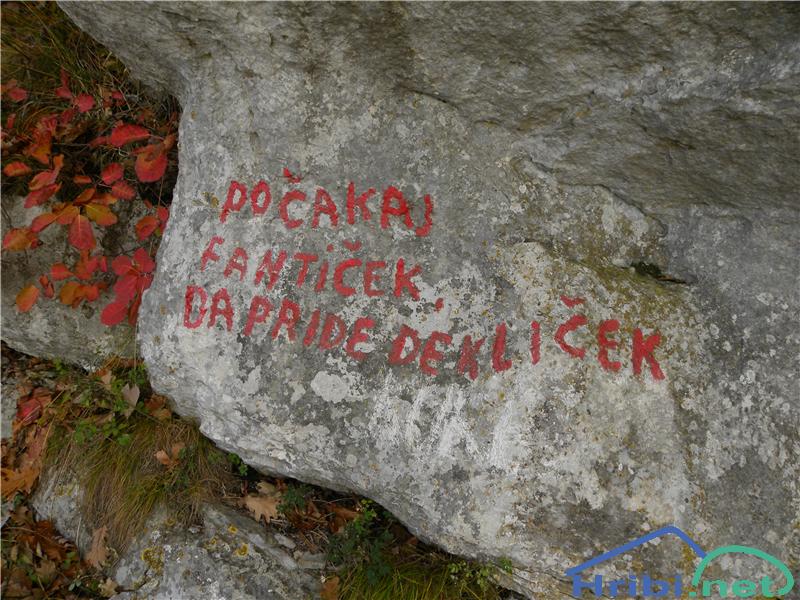 POČAKAJ
FANTIČEK,
DA PRIDE DEKLIČEK
Hribi.net